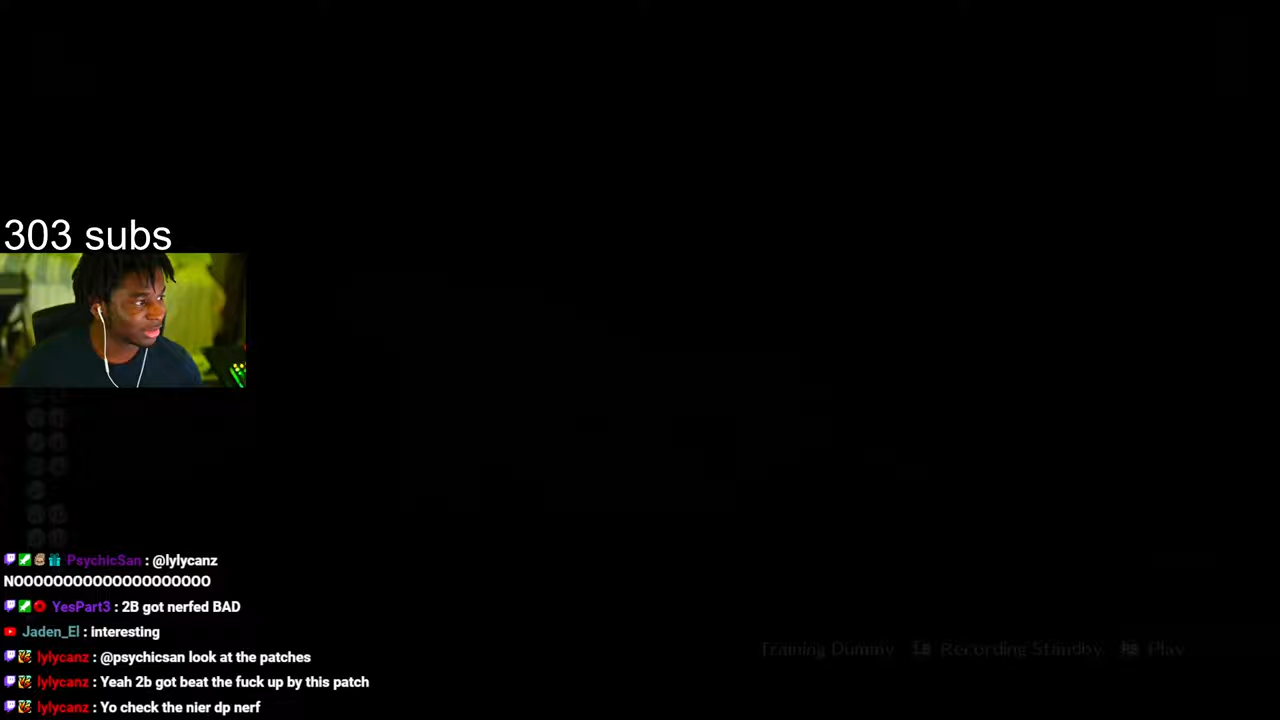 303 subs
PsychicSan : @lylycanz
NOOOOOOOOOOOOOOOOOOOO
YesPart3 : 2B got nerfed BAD
Jaden_El : interesting
lylycanz : @psychicsan look at the patches
lylycanz : Yeah 2b got beat the fuck up by this patch
lylycanz : Yo check the nier dp nerf
Training Dummy LB Recording Standby RB Play